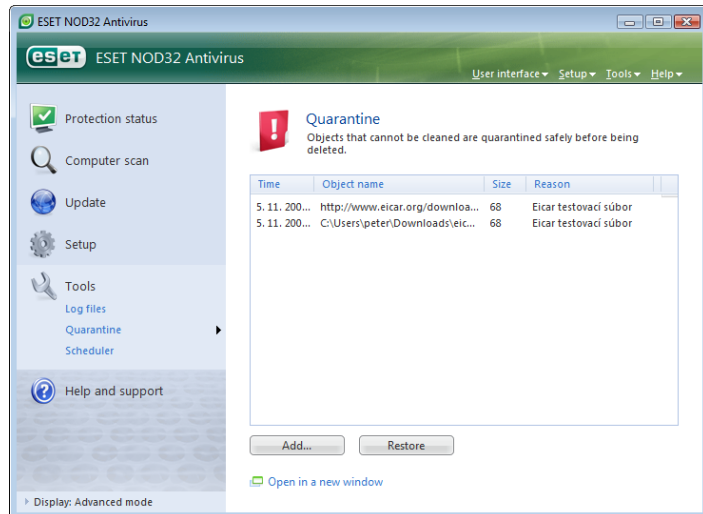 ESET NOD32 Antivirus
eset ESET NOD32 Antivirus
User interface Setup Tools Help
Protection status
Computer scan
Update
Setup
Tools
Log files
Quarantine
Scheduler
Help and support
Display: Advanced mode
Quarantine
Objects that cannot be cleaned are quarantined safely before being
deleted.
Time Object name Size Reason
5. 11. 200... http://www.eicar.org/downloa... 68 Eicar testovací súbor
5. 11. 200... C:\Users\peter\Downloads\eic... 68 Eicar testovací súbor
Add... Restore
Open in a new window